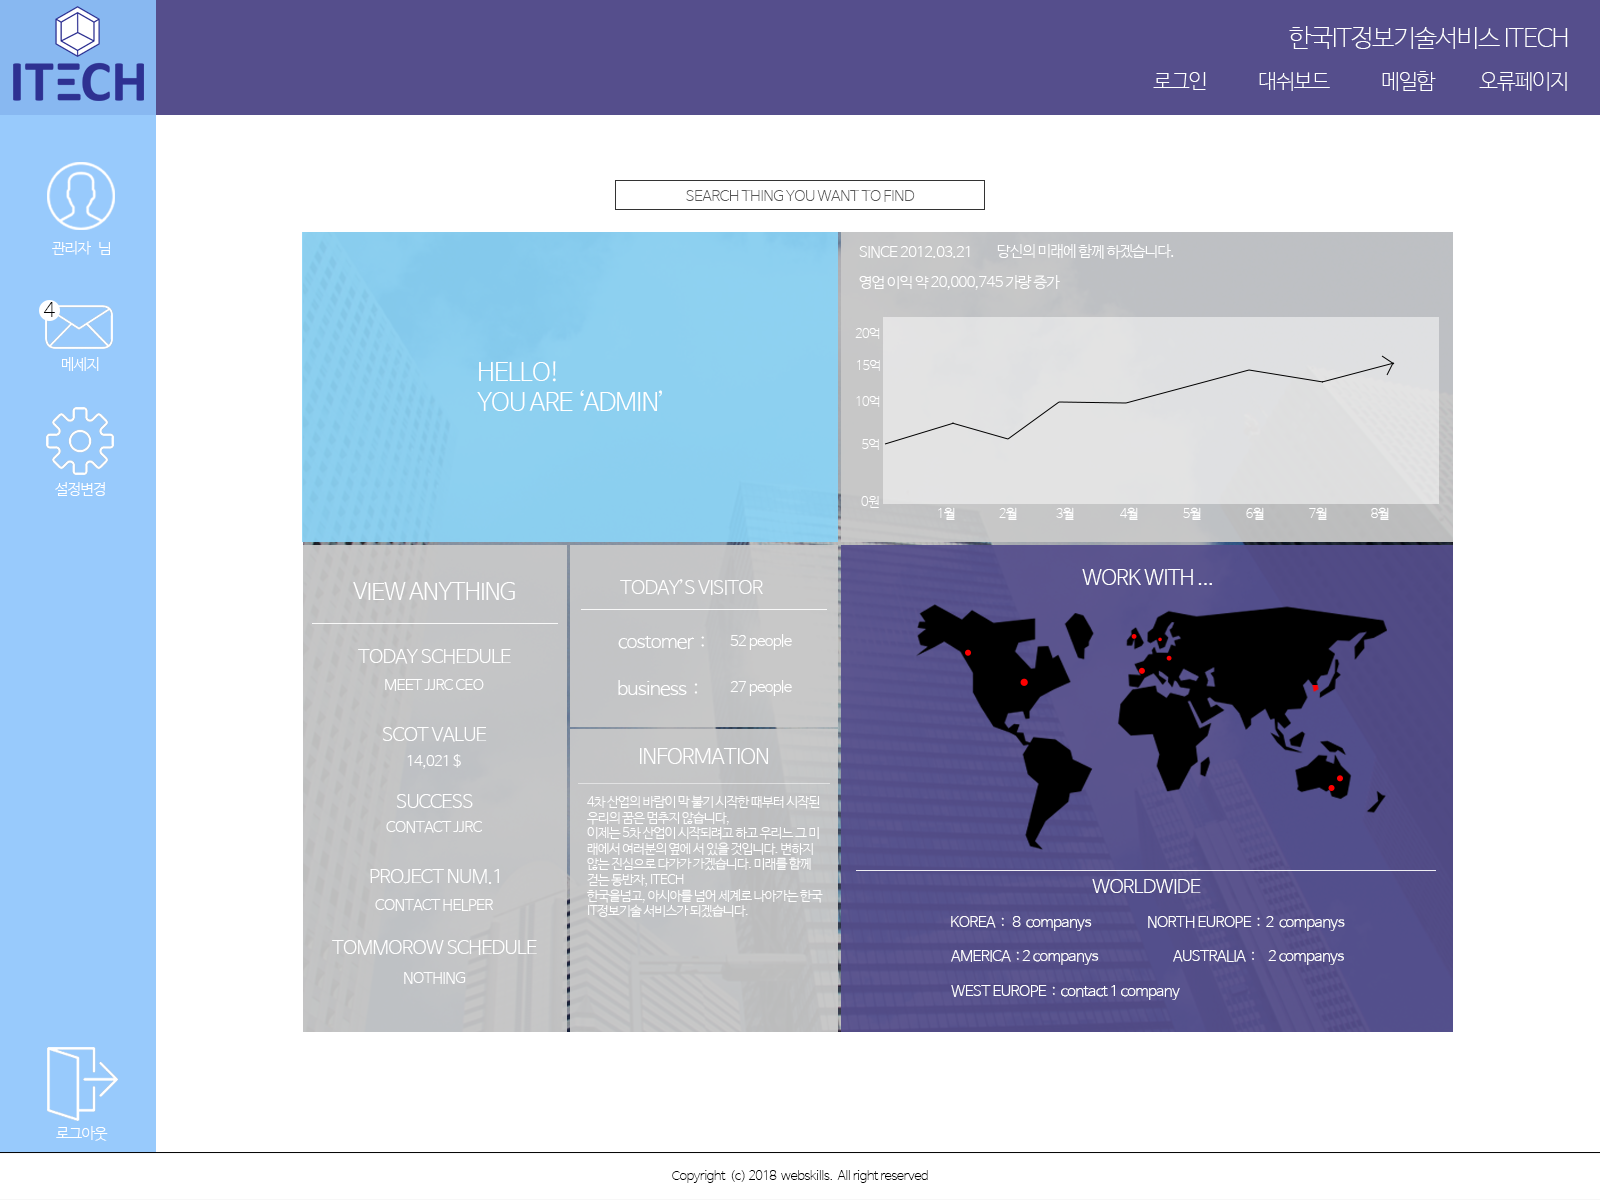 ITECH
한국IT정보기술서비스 ITECH
로그인 대쉬보드 메일함 오류페이지
관리자 님
4
메세지
설정변경
로그아웃
SEARCH THING YOU WANT TO FIND
HELLO!
YOU ARE ‘ADMIN’
SINCE 2012.03.21 당신의 미래에 함께 하겠습니다.
영업 이익 약 20,000,745 가량 증가
20억
15억
10억
5억
0원
1월 2월 3월 4월 5월 6월 7월 8월
VIEW ANYTHING
TODAY SCHEDULE
MEET JJRC CEO
SCOT VALUE
14,021 $
SUCCESS
CONTACT JJRC
PROJECT NUM.1
CONTACT HELPER
TOMMOROW SCHEDULE
NOTHING
TODAY’S VISITOR
costomer : 52 people
business : 27 people
INFORMATION
4차 산업의 바람이 막 불기 시작한 때부터 시작된
우리의 꿈은 멈추지 않습니다.
이제는 5차 산업이 시작되려고 하고 우리느 그 미
래에서 여러분의 옆에 서 있을 것입니다. 변하지
않는 진심으로 다가가 가겠습니다. 미래를 함께
걷는 동반자, ITECH
한국을넘고, 아시아를 넘어 세계로 나아가는 한국
IT정보기술 서비스가 되겠습니다.
WORK WITH ...
WORLDWIDE
KOREA : 8 companys NORTH EUROPE : 2 companys
AMERICA : 2 companys AUSTRALIA : 2 companys
WEST EUROPE : contact 1 company
Copyright (c) 2018 webskills. All right reserved